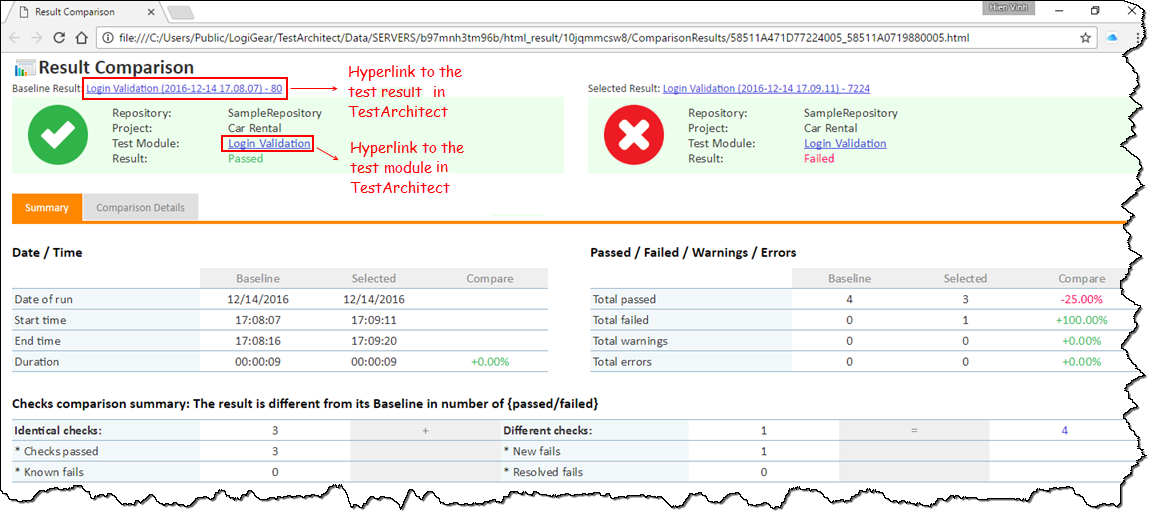 Result Comparison
Hien Vinh
file:///C:/Users/Public/LogiGear/TestArchitect/Data/SERVERS/b97mnh3tm96b/html_result/10jqmmcsw8/ComparisonResults/58511A471D77224005_58511A0719880005.html
Result Comparison
Baseline Result: Login Validation (2016-12-14 17.08.07) - 80
Hyperlink to the
test result in
TestArchitect
Selected Result: Login Validation (2016-12-14 17.09.11) - 7224
Repository: SampleRepository
Project: Car Rental
Test Module: Login Validation
Result: Passed
Hyperlink to the
test module in
TestArchitect
Repository: SampleRepository
Project: Car Rental
Test Module: Login Validation
Result: Failed
Summary Comparison Details
Date / Time
Baseline Selected Compare
Date of run 12/14/2016 12/14/2016
Start time 17:08:07 17:09:11
End time 17:08:16 17:09:20
Duration 00:00:09 00:00:09 +0.00%
Passed / Failed / Warnings / Errors
Baseline Selected Compare
Total passed 4 3 -25.00%
Total failed 0 1 +100.00%
Total warnings 0 0 +0.00%
Total errors 0 0 +0.00%
Checks comparison summary: The result is different from its Baseline in number of {passed/failed}
Identical checks: 3 + Different checks: 1 = 4
* Checks passed 3 * New fails 1
* Known fails 0 * Resolved fails 0